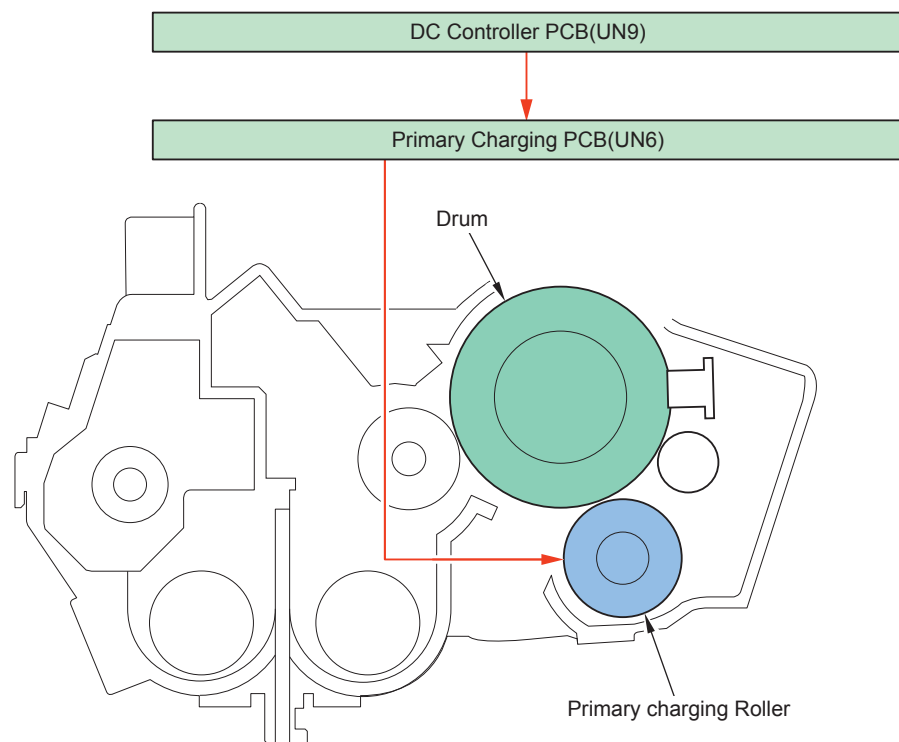 DC Controller PCB(UN9)
Primary Charging PCB(UN6)
Drum
Primary charging Roller